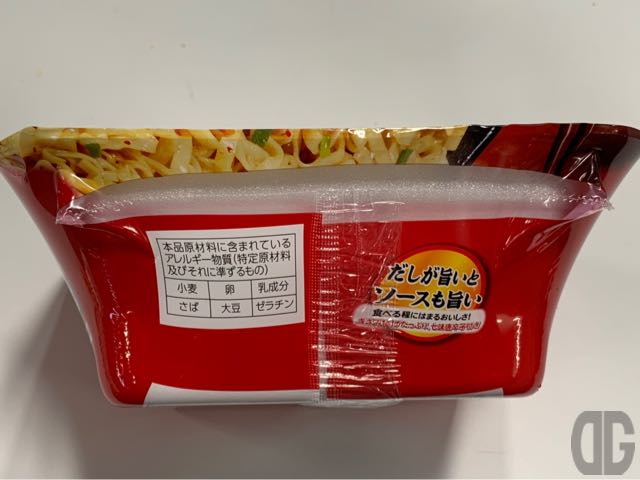 本品原材料に含まれている
アレルギー物質(特定原材料
及びそれに準ずるもの)
小麦 卵 乳成分
さば 大豆 ゼラチン
だしが旨いと
ソースも旨い
食べる程にはまるおいしさ!
DG